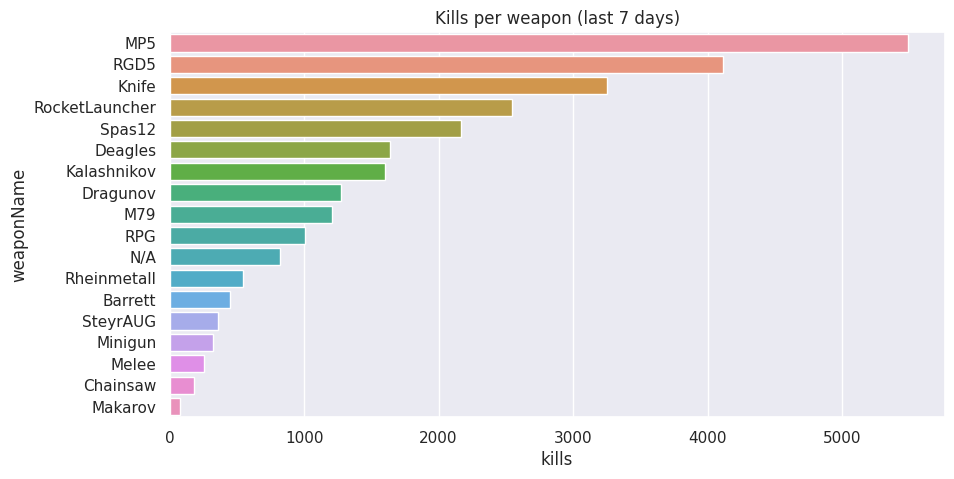 Kills per weapon (last 7 days)
weaponName
MP5
RGD5
Knife
RocketLauncher
Spas12
Deagles
Kalashnikov
Dragunov
M79
RPG
N/A
Rheinmetall
Barrett
SteyrAUG
Minigun
Melee
Chainsaw
Makarov
0 1000 2000 3000 4000 5000
kills